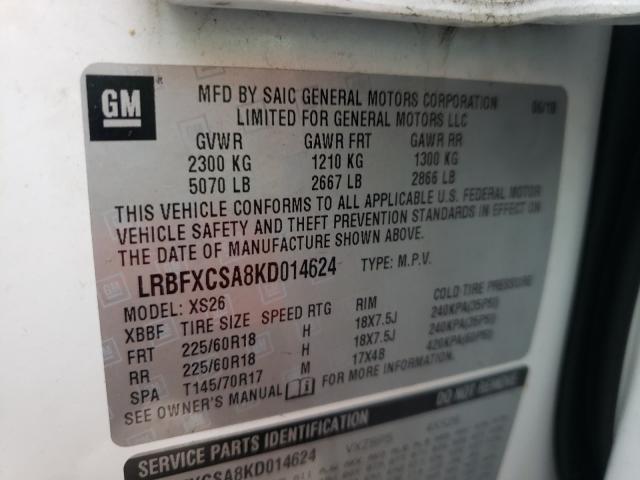 GM
MFD BY SAIC GENERAL MOTORS CORPORATION 06/18
LIMITED FOR GENERAL MOTORS LLC
GVWR GAWR FRT GAWR RR
2300 KG 1210 KG 1300 KG
5070 LB 2667 LB 2866 LB
THIS VEHICLE CONFORMS TO ALL APPLICABLE U.S. FEDERAL MOTOR
VEHICLE SAFETY AND THEFT PREVENTION STANDARDS IN EFFECT ON
THE DATE OF MANUFACTURE SHOWN ABOVE.
LRBFXCSA8KD014624 TYPE: M.P.V.
MODEL: XS26
XBBF TIRE SIZE SPEED RTG RIM COLD TIRE PRESSURE
FRT 225/60R18 H 18X7.5J 240KPA(35PSI)
RR 225/60R18 H 18X7.5J 240KPA(35PSI)
SPA T145/70R17 M 17X4B 420KPA(60PSI)
SEE OWNER'S MANUAL i FOR MORE INFORMATION.
SERVICE PARTS IDENTIFICATION
FXCSA8KD014624